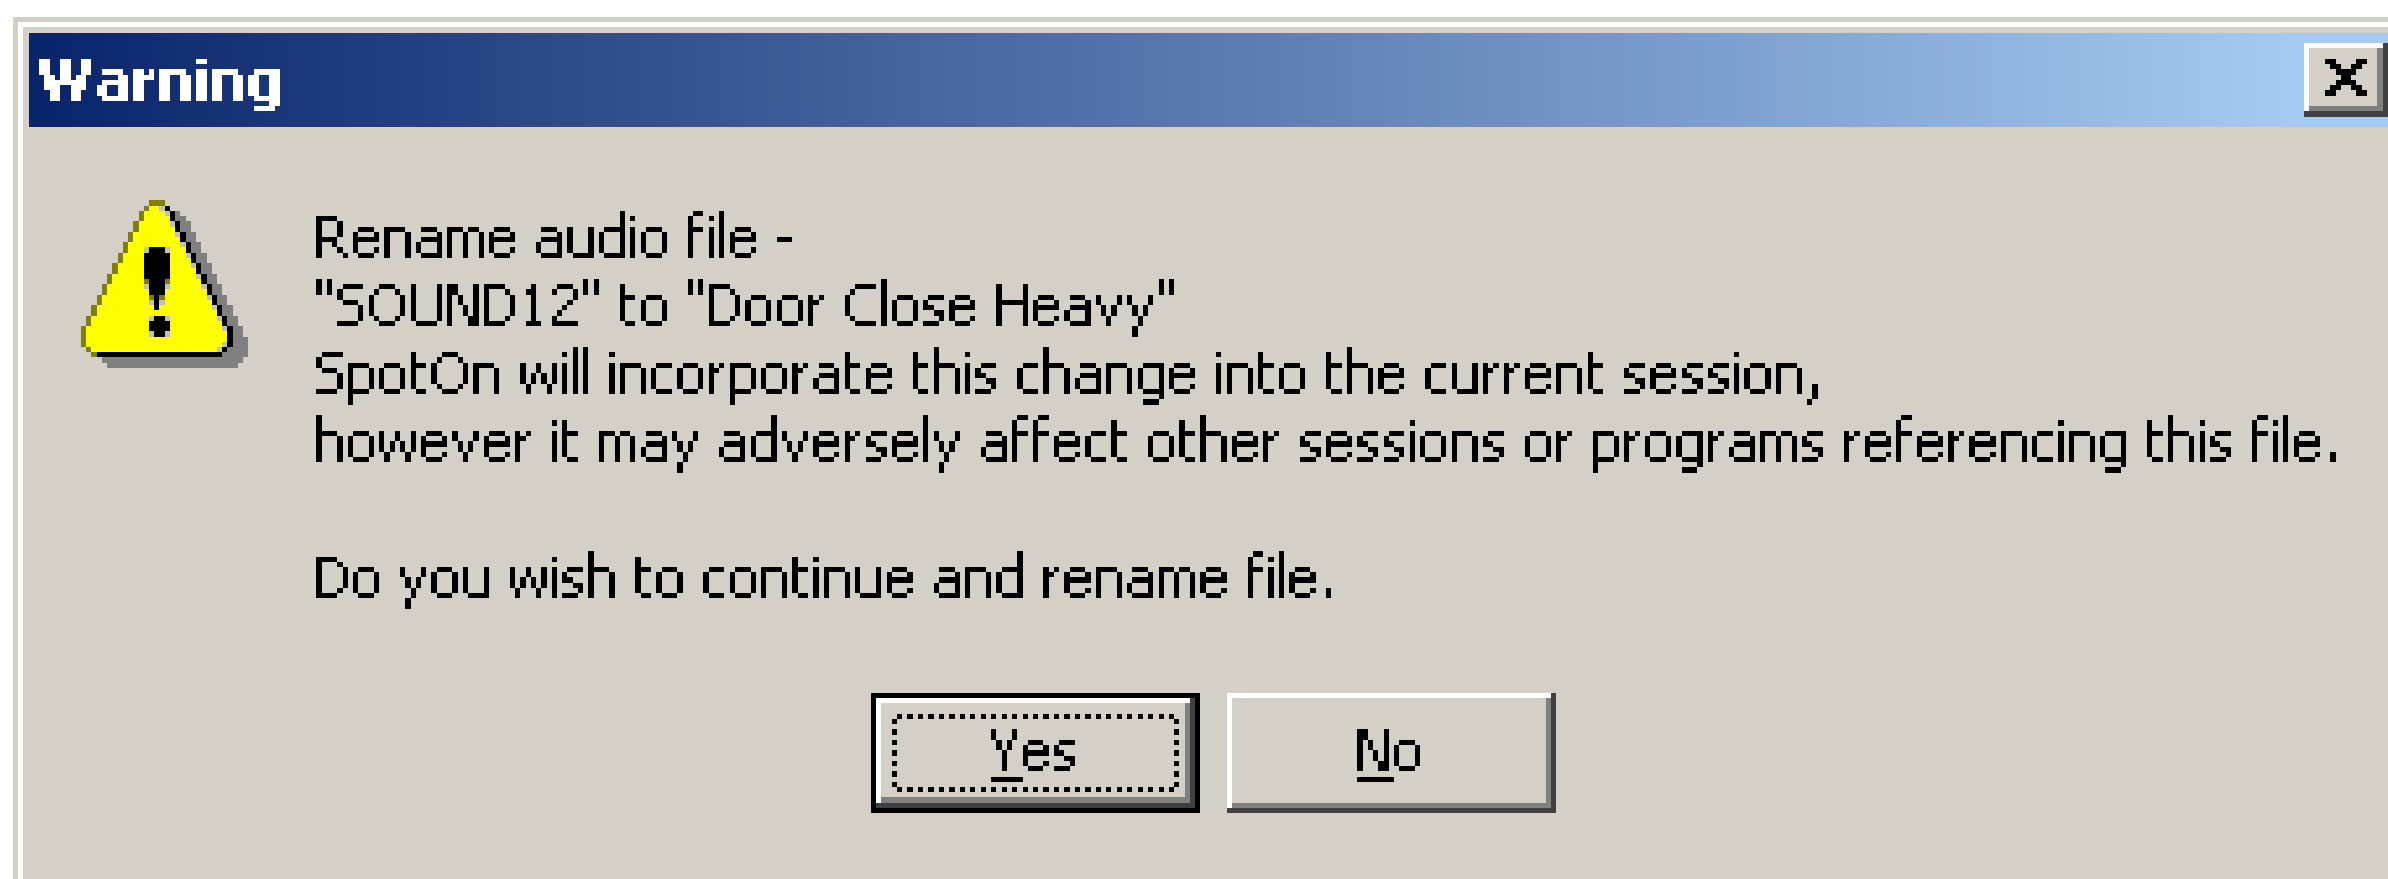 Warning
Rename audio file -
"SOUND12" to "Door Close Heavy"
SpotOn will incorporate this change into the current session,
however it may adversely affect other sessions or programs referencing this file.
Do you wish to continue and rename file.
Yes No